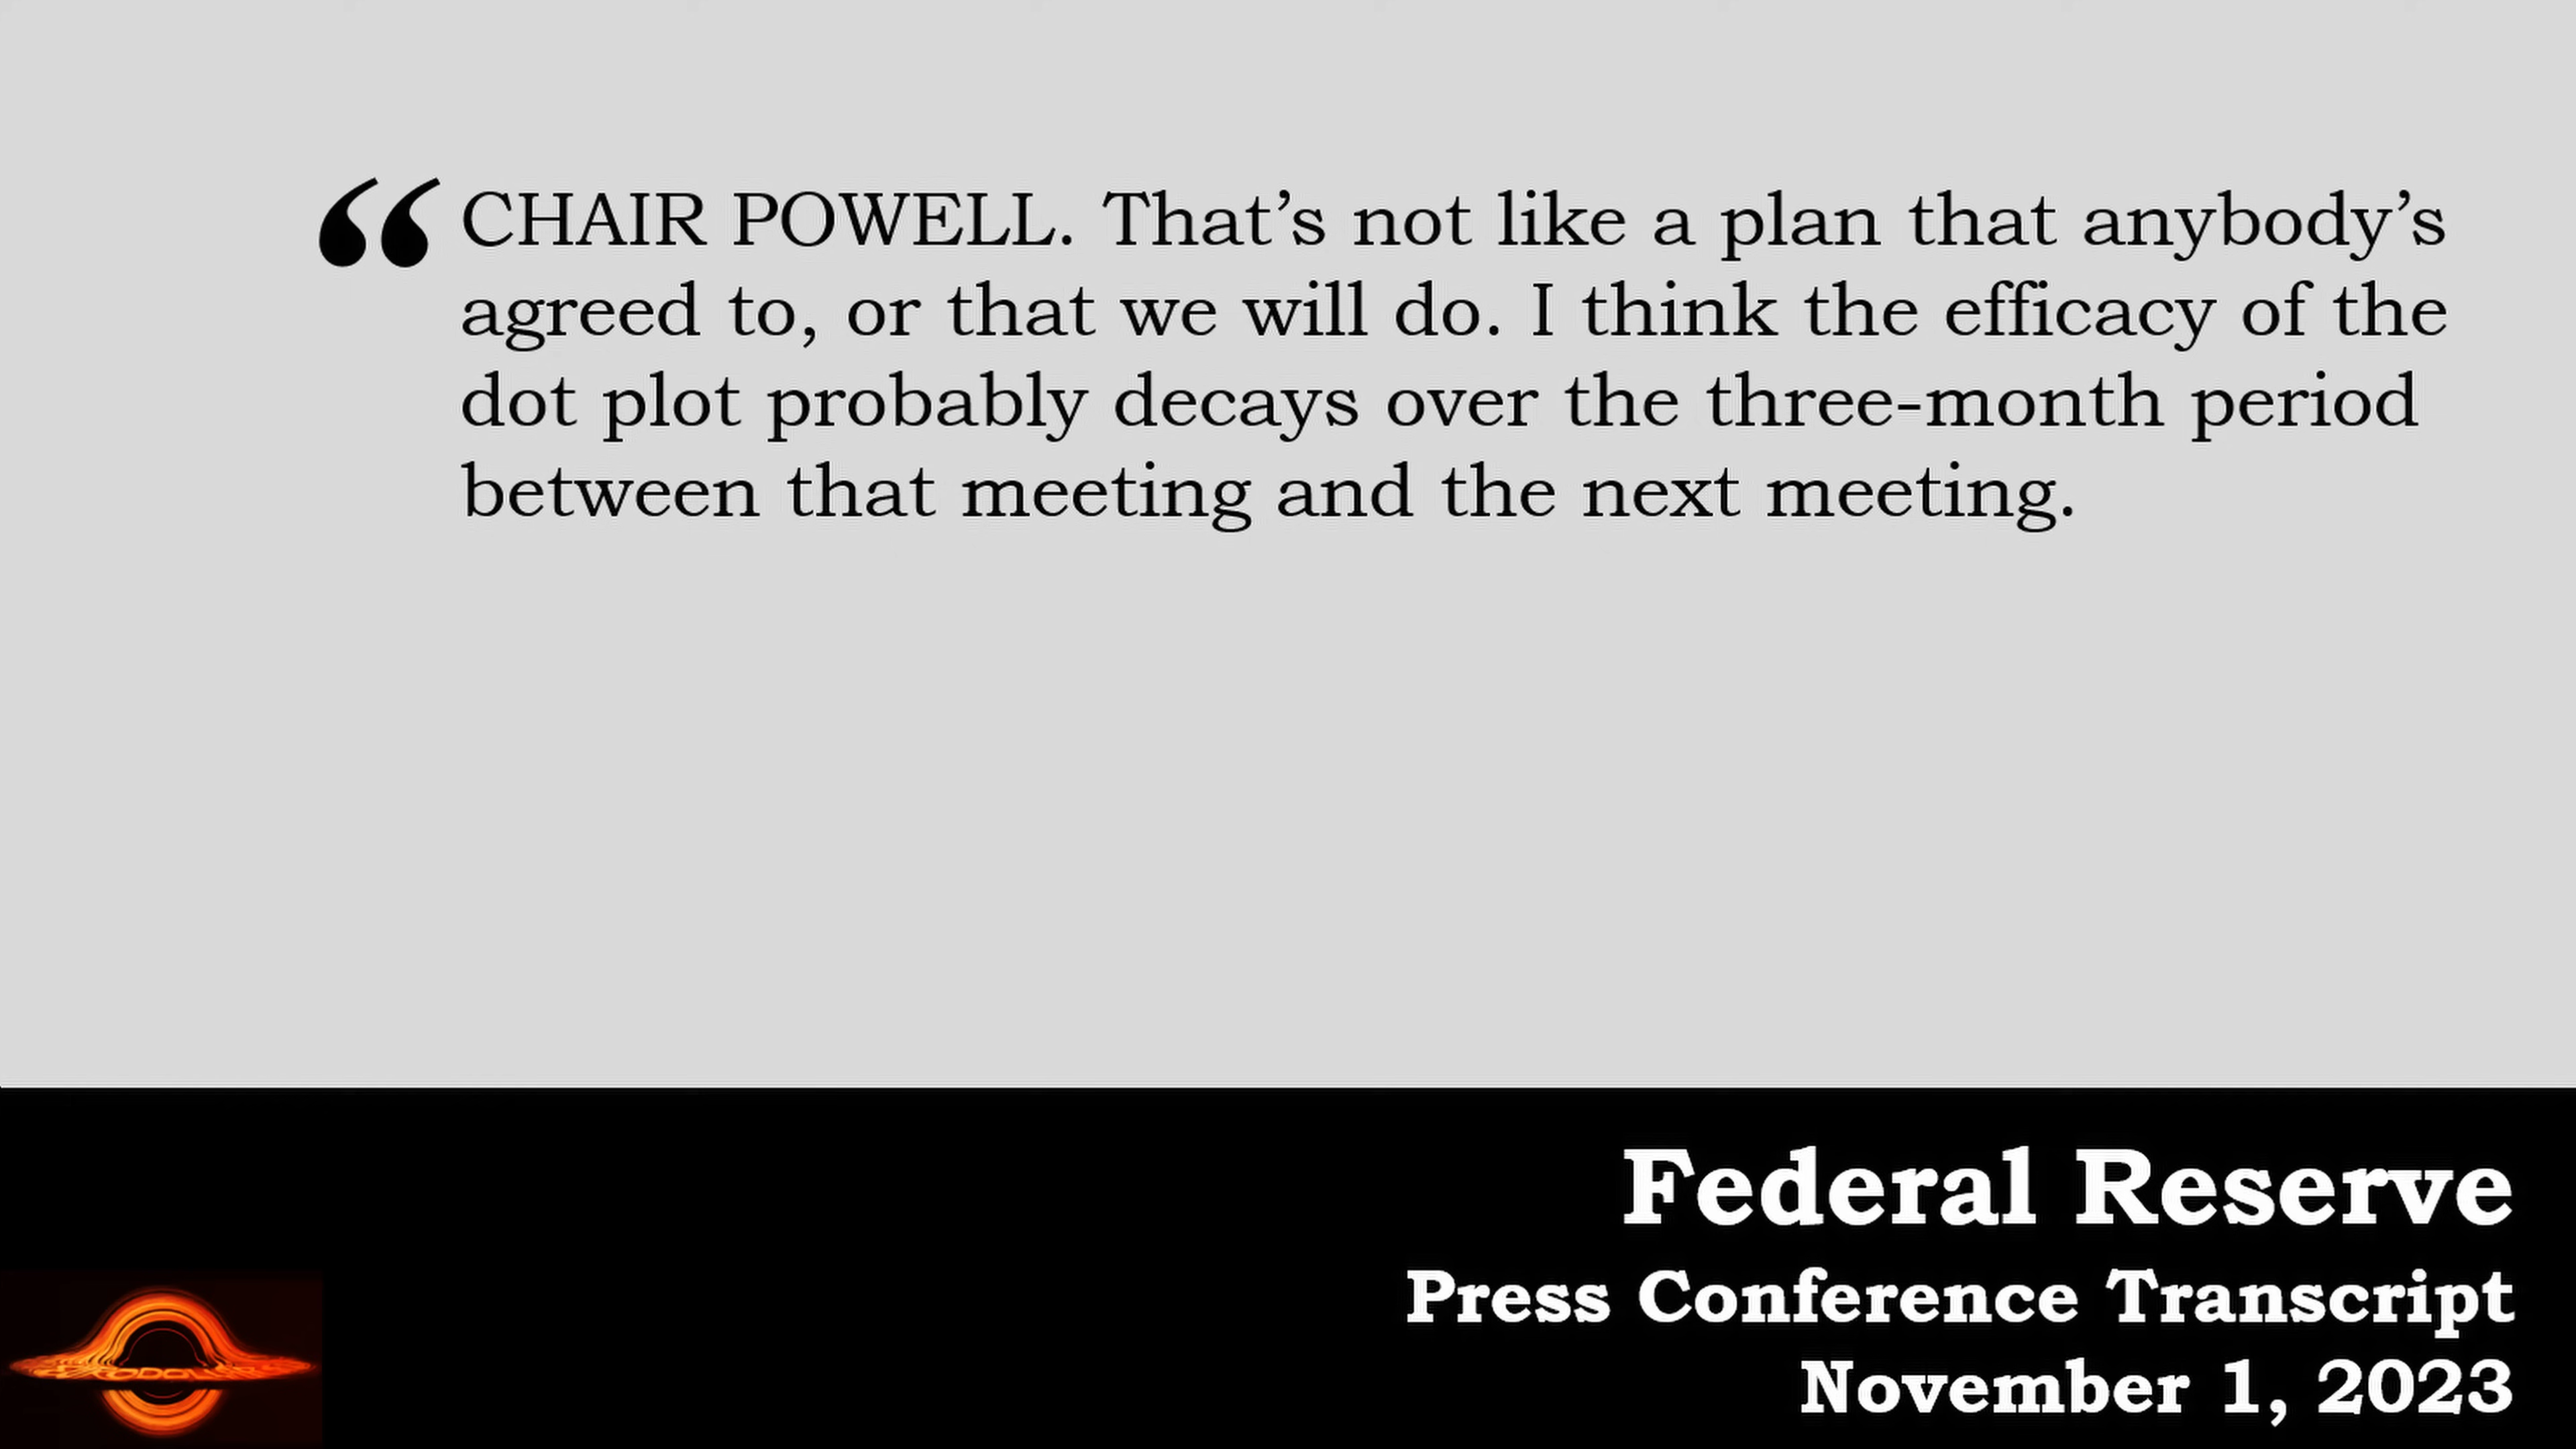 “CHAIR POWELL. That’s not like a plan that anybody’s
agreed to, or that we will do. I think the efficacy of the
dot plot probably decays over the three-month period
between that meeting and the next meeting.
Federal Reserve
Press Conference Transcript
November 1, 2023